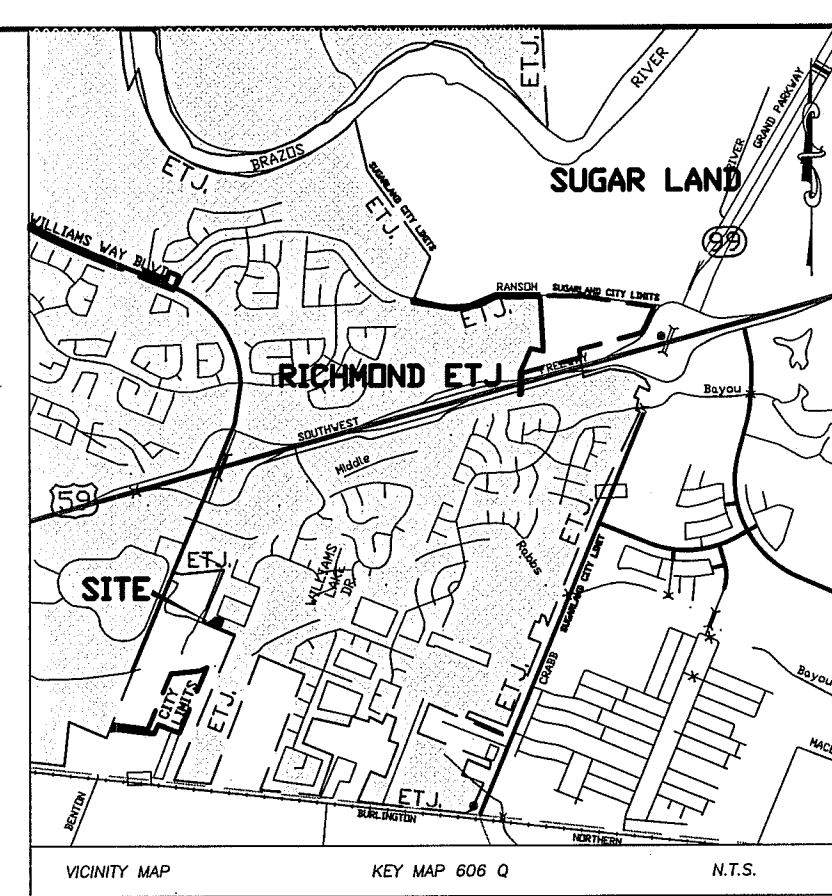 ETJ.
RIVER
GRAND PARKWAY
RIVER
BRAZOS
ETJ.
SUGARLAND CITY LIMITS
ETJ.
SUGAR LAND
99
WILLIAMS WAY BLVD
RANSOM
SUGARLAND CITY LIMITS
ETJ.
RICHMOND ETJ
FREEWAY
Bayou
SOUTHWEST
Middle
59
ETJ.
ETJ.
SITE
WILLIAMS
LAKE
DR.
Rabbs
SUGARLAND CITY LIMIT
CRABB
ETJ.
CITY
LIMITS
ETJ.
Bayou
ETJ.
BENTON
BURLINGTON
NORTHERN
VICINITY MAP
KEY MAP 606 Q
N.T.S.